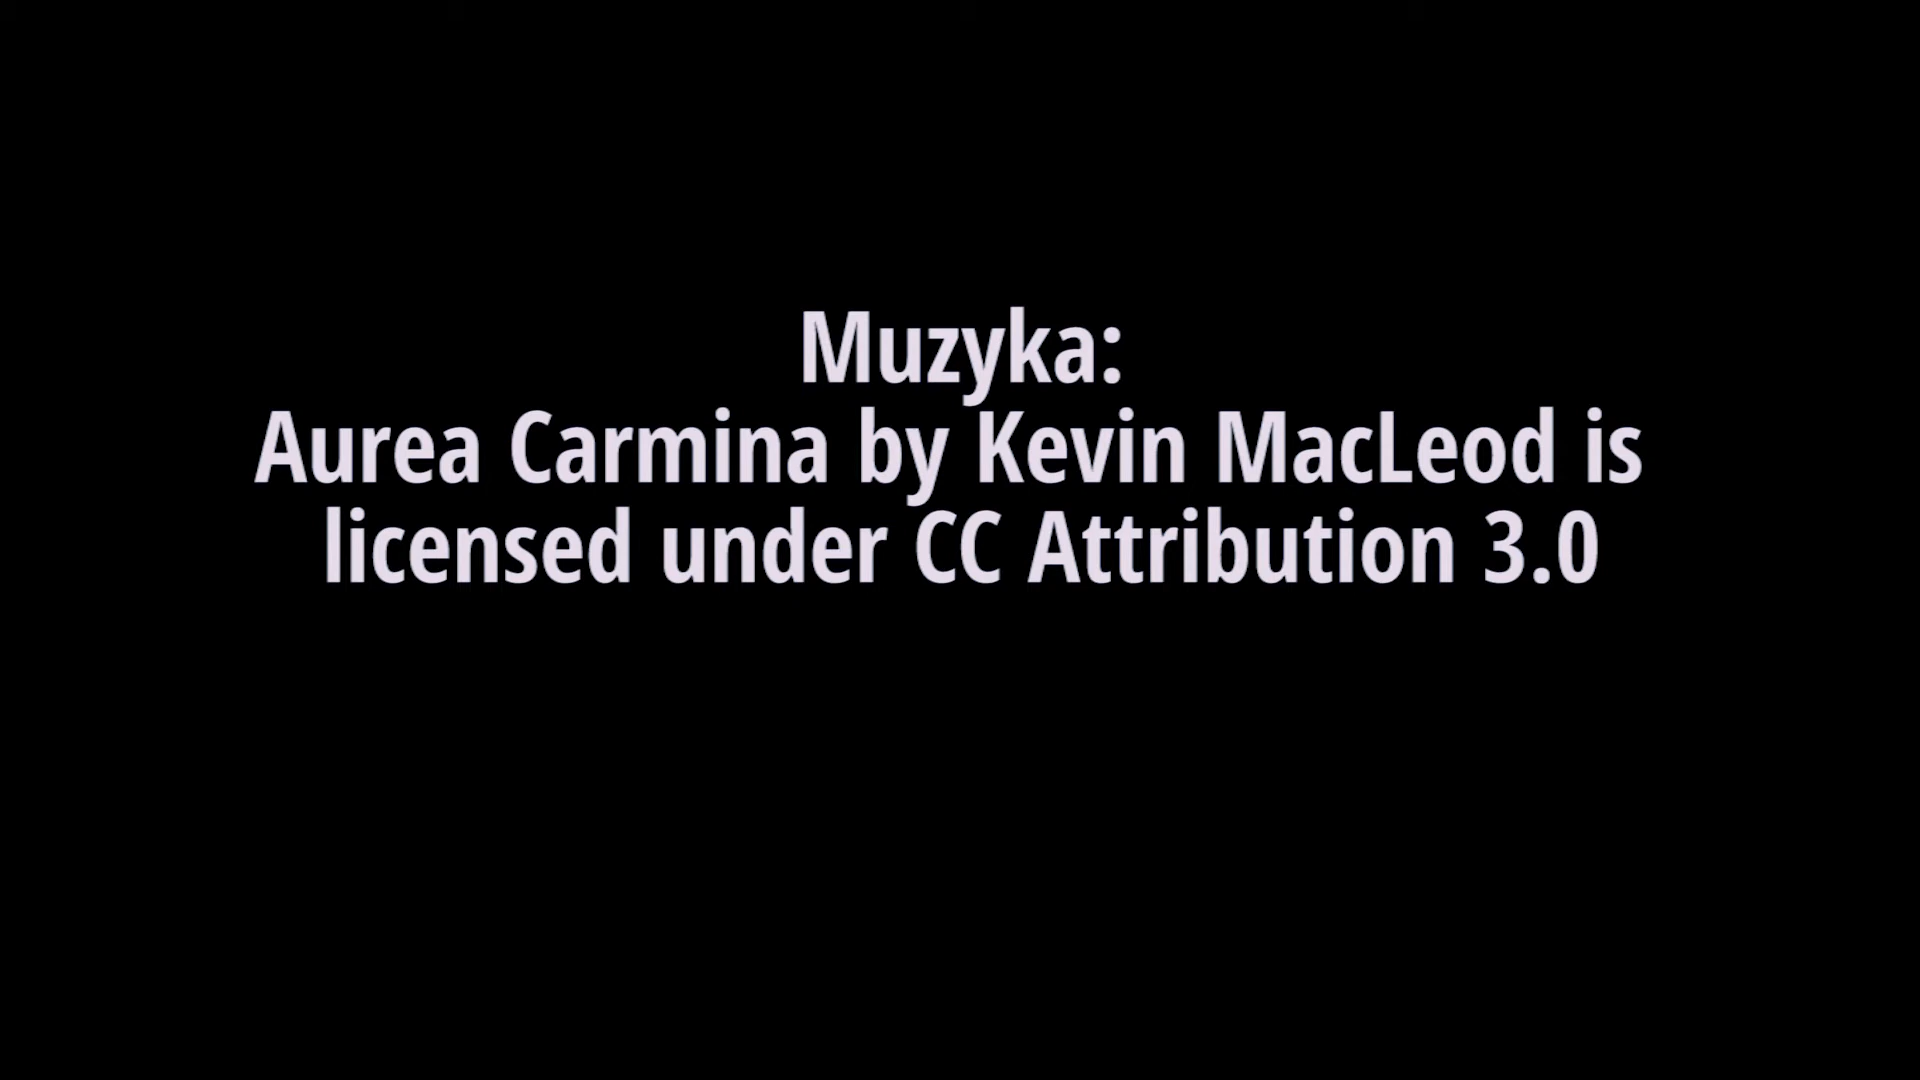 Muzyka:
Aurea Carmina by Kevin MacLeod is
licensed under CC Attribution 3.0